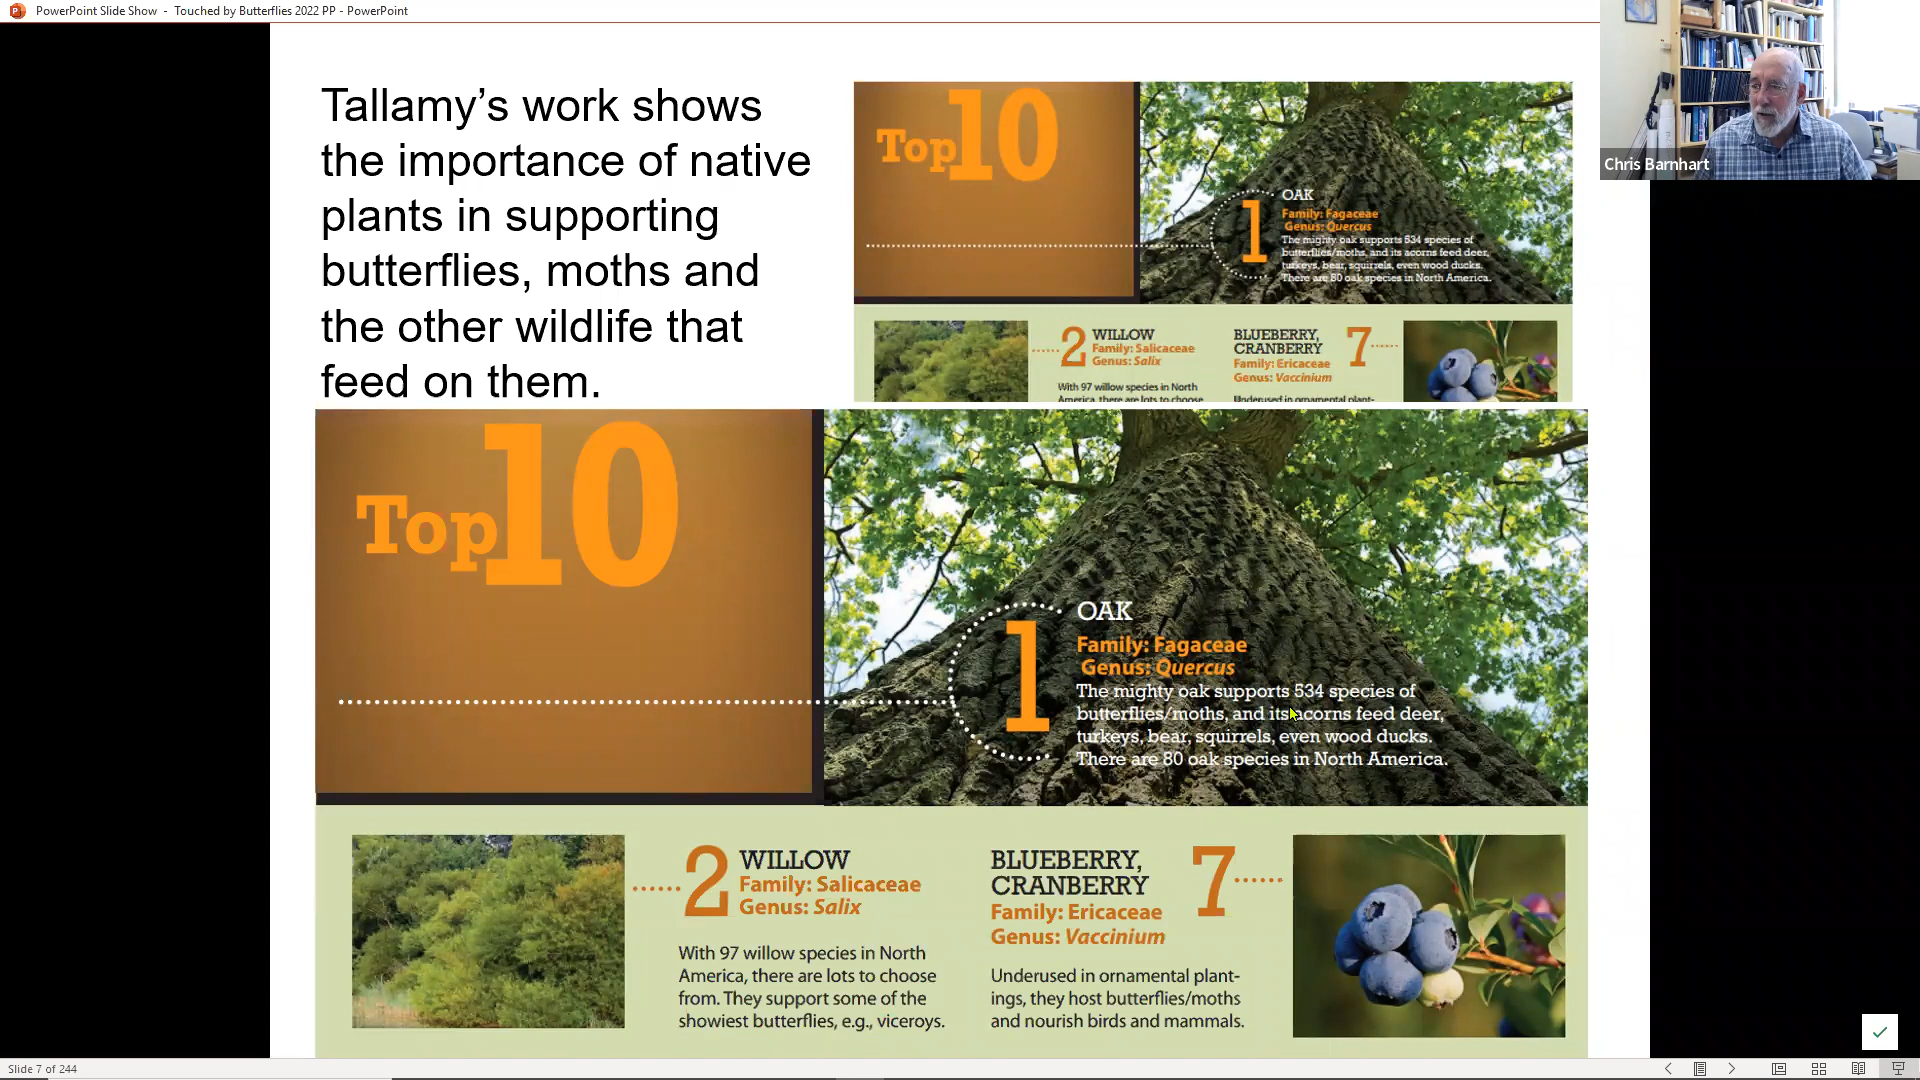 PowerPoint Slide Show - Touched by Butterflies 2022 PP - PowerPoint
Chris Barnhart
Tallamy’s work shows
the importance of native
plants in supporting
butterflies, moths and
the other wildlife that
feed on them.
Top 10
1
OAK
Family: Fagaceae
Genus: Quercus
The mighty oak supports 534 species of
butterflies/moths, and its acorns feed deer,
turkeys, bear, squirrels, even wood ducks.
There are 80 oak species in North America.
2
WILLOW
Family: Salicaceae
Genus: Salix
With 97 willow species in North
America, there are lots to choose
BLUEBERRY,
CRANBERRY
7
Family: Ericaceae
Genus: Vaccinium
Underused in ornamental plant-
Top 10
1
OAK
Family: Fagaceae
Genus: Quercus
The mighty oak supports 534 species of
butterflies/moths, and its acorns feed deer,
turkeys, bear, squirrels, even wood ducks.
There are 80 oak species in North America.
2
WILLOW
Family: Salicaceae
Genus: Salix
With 97 willow species in North
America, there are lots to choose
from. They support some of the
showiest butterflies, e.g., viceroys.
BLUEBERRY,
CRANBERRY
7
Family: Ericaceae
Genus: Vaccinium
Underused in ornamental plant-
ings, they host butterflies/moths
and nourish birds and mammals.
Slide 7 of 244